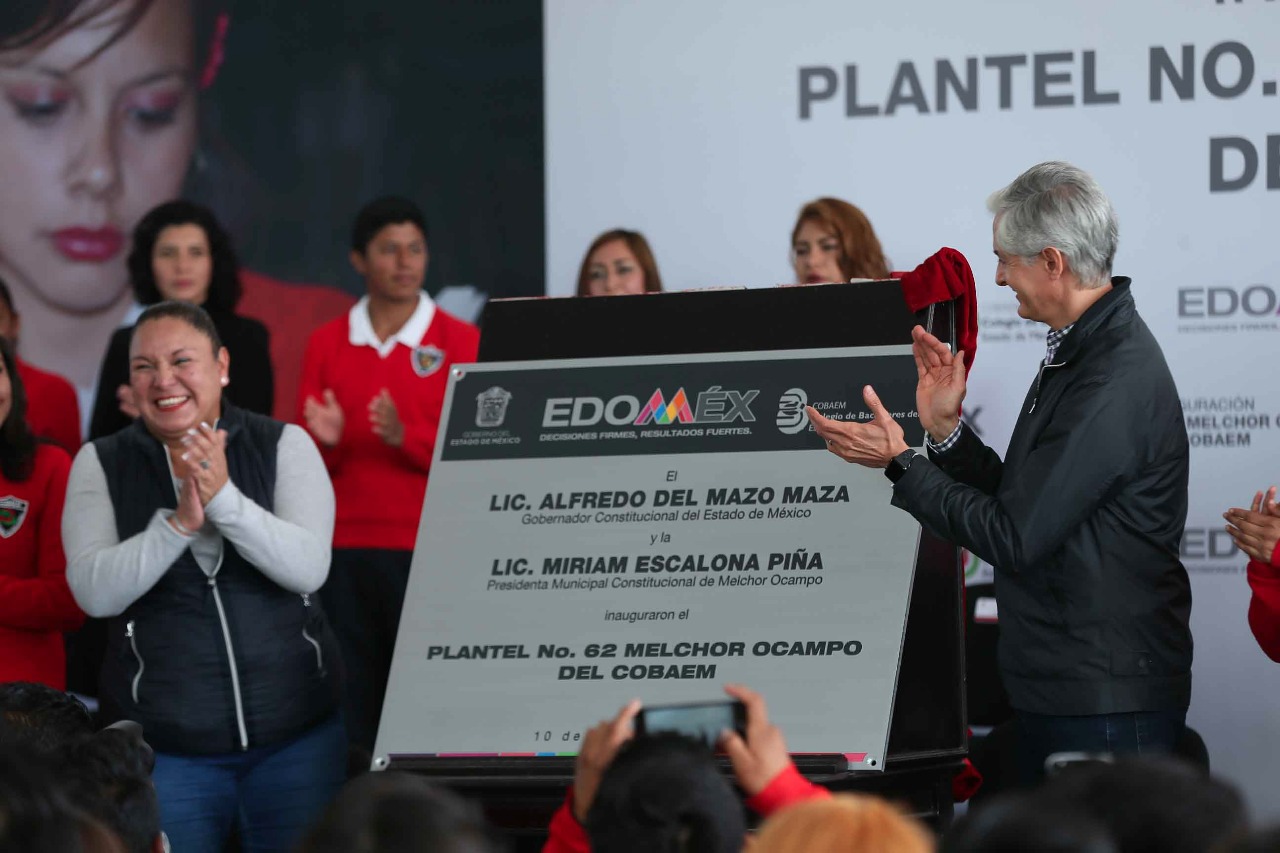 PLANTEL NO.
EDOMÉX
DECISIONES FIRMES, RESULTADOS FUERTES.
GOBIERNO DEL
ESTADO DE MÉXICO
COBAEM
Colegio de
El
LIC. ALFREDO DEL MAZO MAZA
Gobernador Constitucional del Estado de México
y la
LIC. MIRIAM ESCALONA PIÑA
Presidenta Municipal Constitucional de Melchor Ocampo
inauguraron el
PLANTEL No. 62 MELCHOR OCAMPO
DEL COBAEM
10 de
MELCHOR
COBAEM